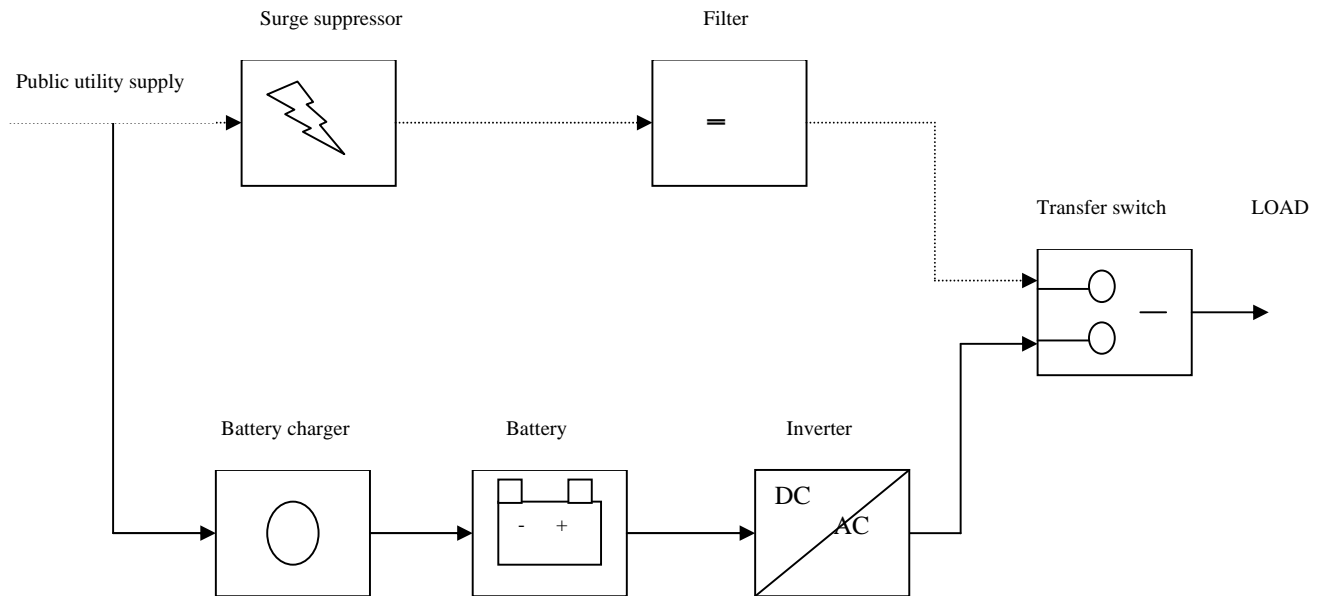 Surge suppressor
Filter
Public utility supply
Transfer switch
LOAD
Battery charger
Battery
Inverter
DC
AC
- +